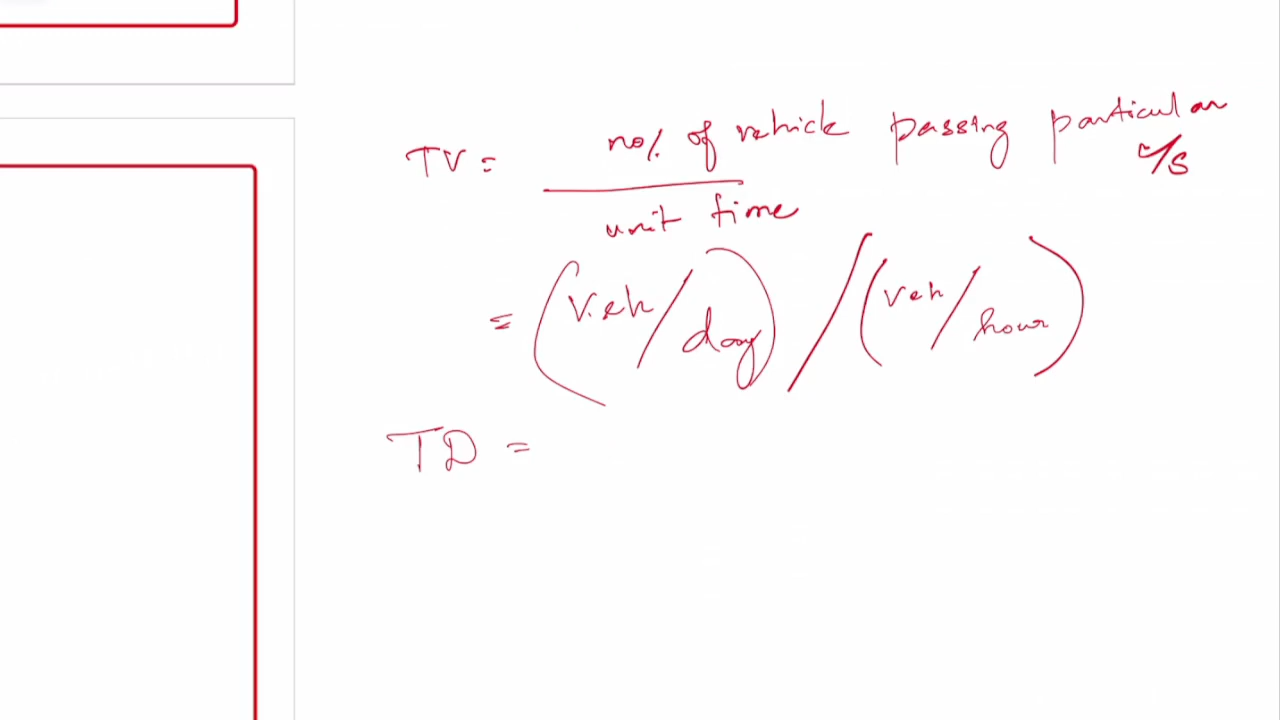 TV = no/. of vehicle passing particular
c/s
unit time
= (Veh/day) / (veh/hour)
TD =